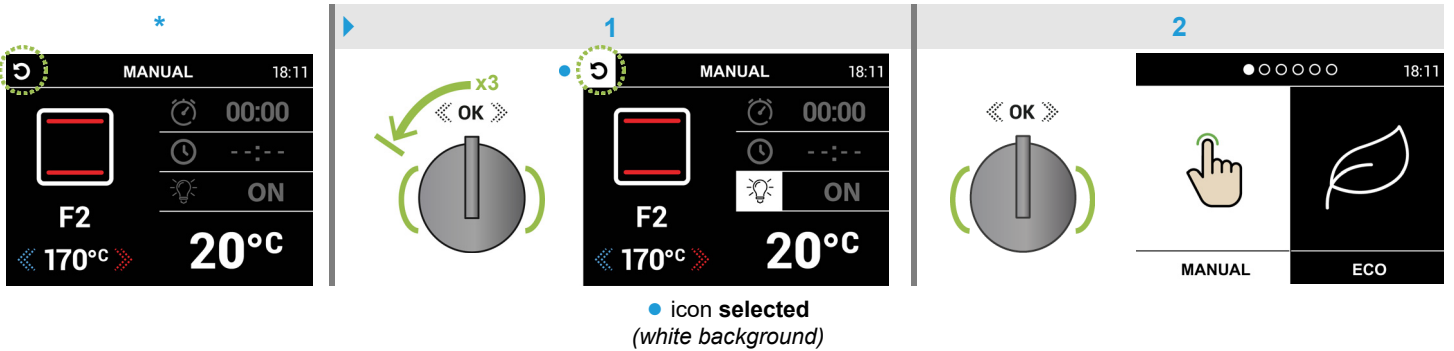 *
1
2
MANUAL 18:11
00:00
--:--
ON
F2
170°C
20°C
x3
OK
MANUAL 18:11
00:00
--:--
ON
F2
170°C
20°C
● icon selected
(white background)
OK
18:11
MANUAL
ECO